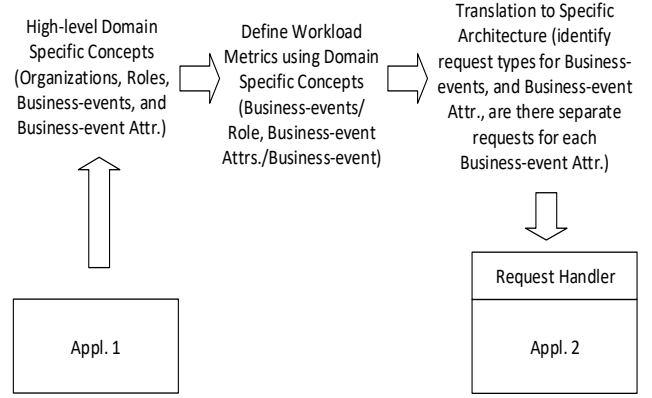 High-level Domain
Specific Concepts
(Organizations, Roles,
Business-events, and
Business-event Attr.)
Define Workload
Metrics using Domain
Specific Concepts
(Business-events/
Role, Business-event
Attrs./Business-event)
Translation to Specific
Architecture (identify
request types for Business-
events, and Business-event
Attr., are there separate
requests for each
Business-event Attr.)
Appl. 1
Request Handler
Appl. 2